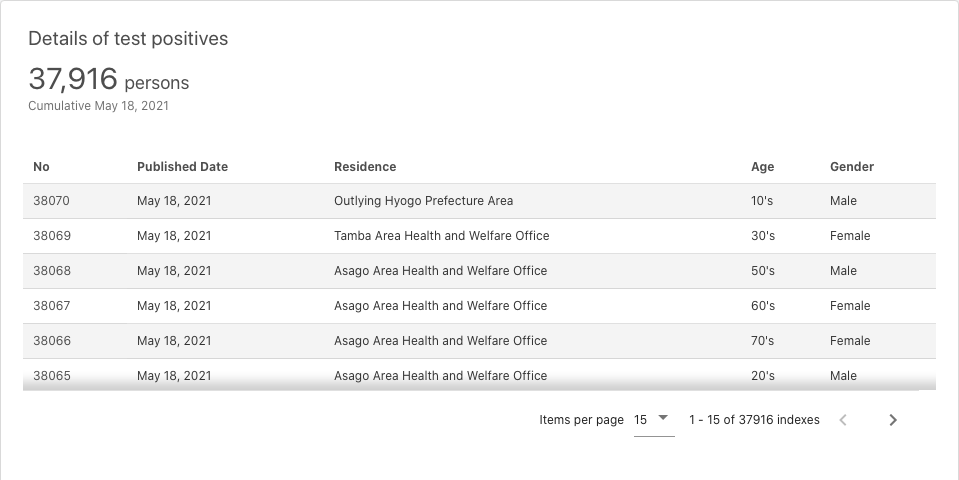 Details of test positives
37,916 persons
Cumulative May 18, 2021
No Published Date Residence Age Gender
38070 May 18, 2021 Outlying Hyogo Prefecture Area 10's Male
38069 May 18, 2021 Tamba Area Health and Welfare Office 30's Female
38068 May 18, 2021 Asago Area Health and Welfare Office 50's Male
38067 May 18, 2021 Asago Area Health and Welfare Office 60's Female
38066 May 18, 2021 Asago Area Health and Welfare Office 70's Female
38065 May 18, 2021 Asago Area Health and Welfare Office 20's Male
Items per page 15 1 - 15 of 37916 indexes